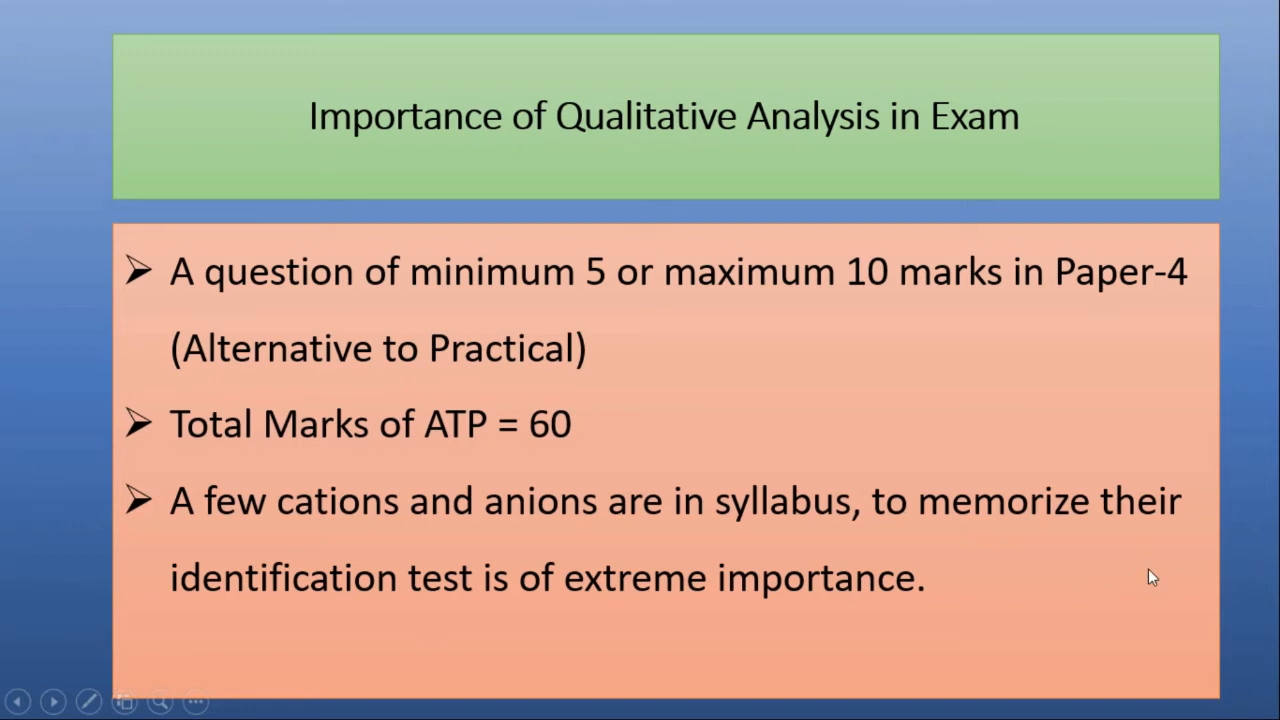 Importance of Qualitative Analysis in Exam
➢ A question of minimum 5 or maximum 10 marks in Paper-4
(Alternative to Practical)
➢ Total Marks of ATP = 60
➢ A few cations and anions are in syllabus, to memorize their
identification test is of extreme importance.